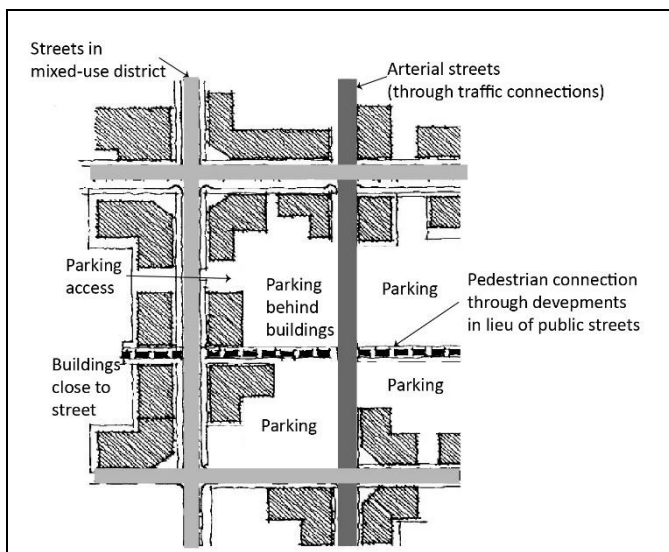 Streets in
mixed-use district
Arterial streets
(through traffic connections)
Parking
access
Parking
behind
buildings
Parking
Pedestrian connection
through devepments
in lieu of public streets
Buildings
close to
street
Parking
Parking